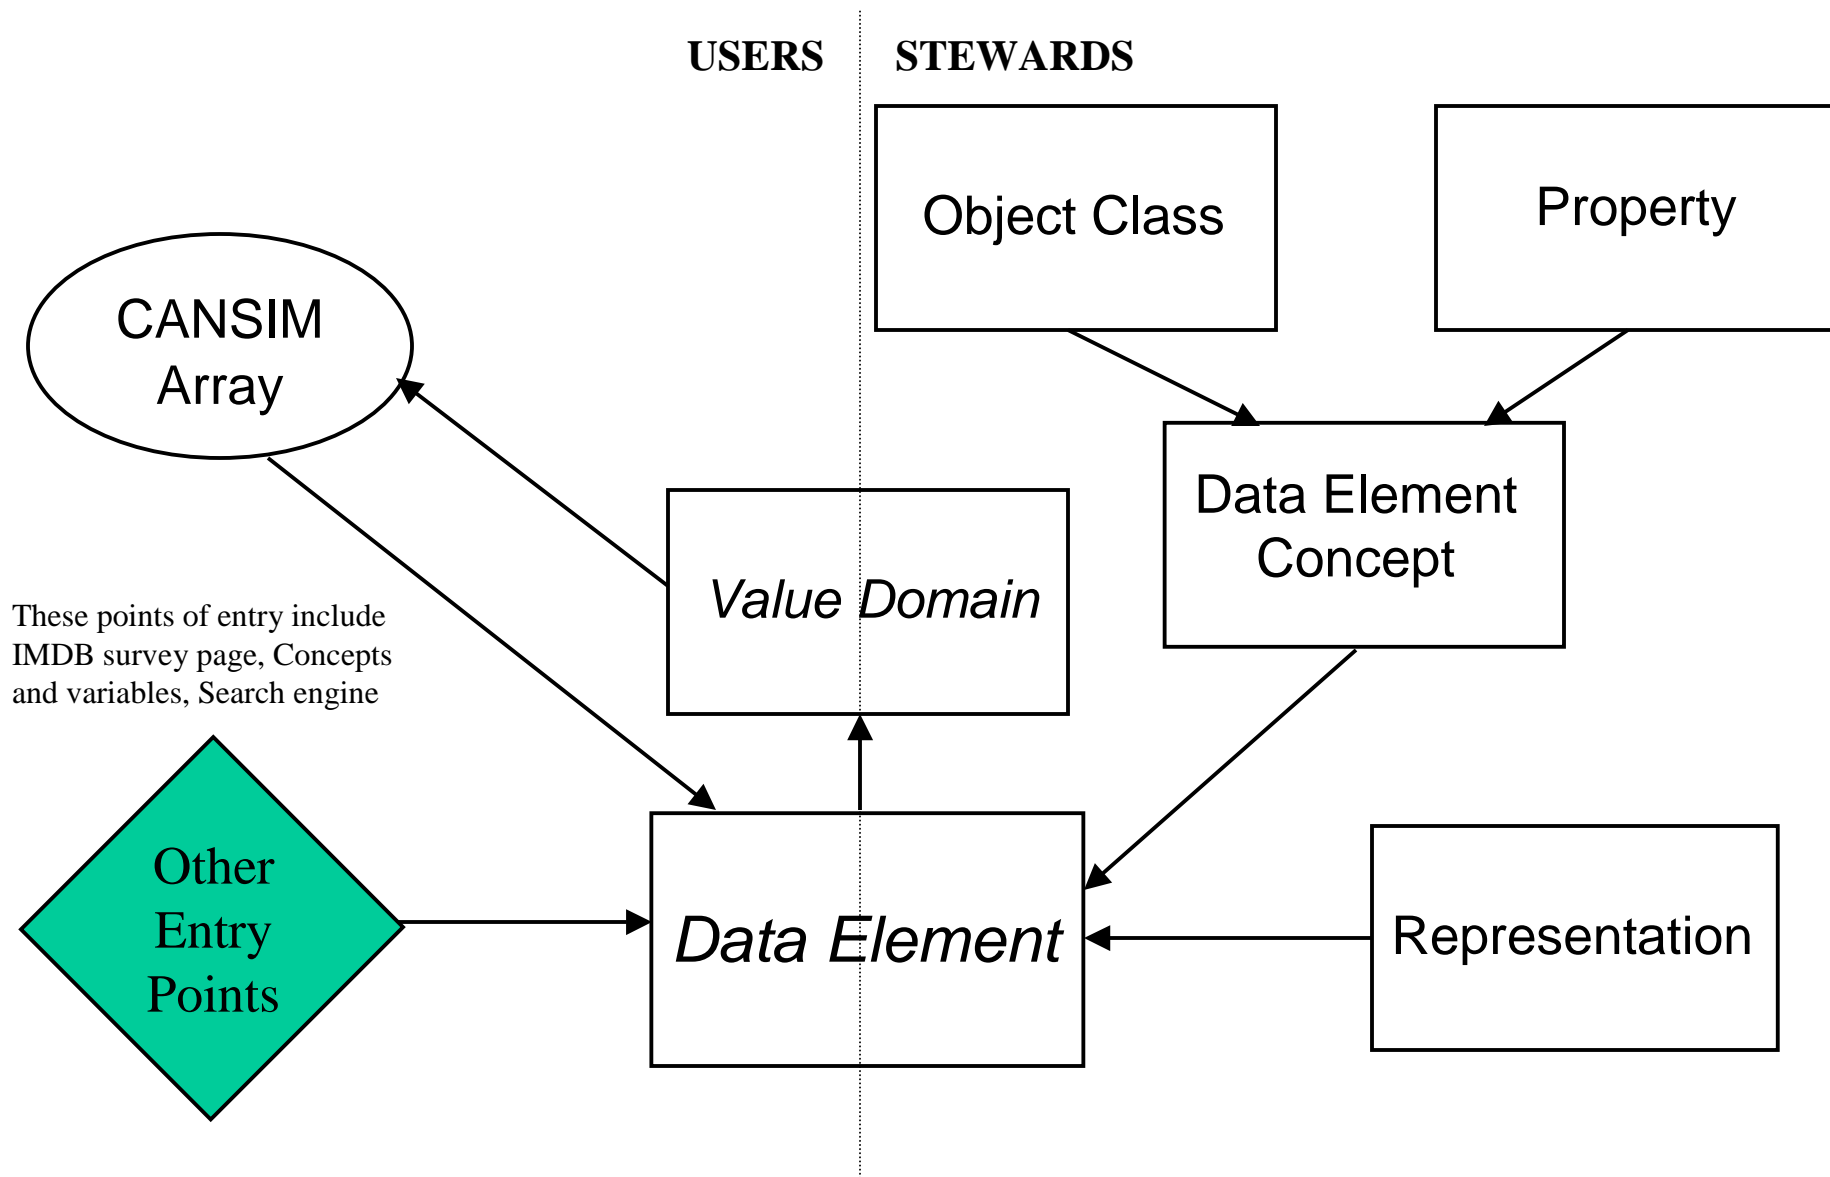 USERS STEWARDS
Object Class
Property
CANSIM
Array
Data Element
Concept
Value Domain
These points of entry include
IMDB survey page, Concepts
and variables, Search engine
Other
Entry
Points
Data Element
Representation